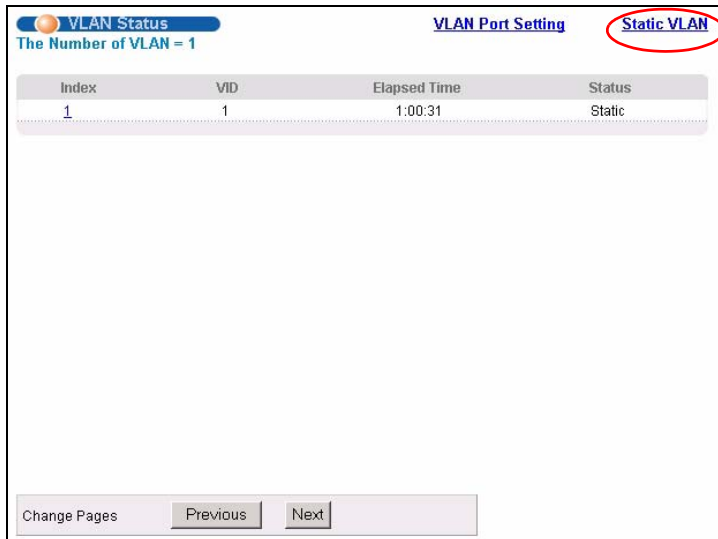 VLAN Status VLAN Port Setting Static VLAN
The Number of VLAN = 1
Index VID Elapsed Time Status
1 1 1:00:31 Static
Change Pages Previous Next